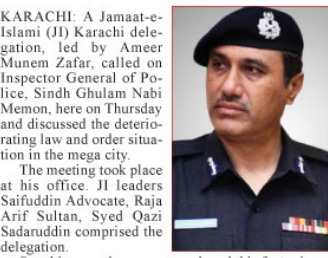 KARACHI: A Jamaat-e-
Islami (JI) Karachi dele-
gation, led by Ameer
Munem Zafar, called on
Inspector General of Po-
lice, Sindh Ghulam Nabi
Memon, here on Thursday
and discussed the deterio-
rating law and order situa-
tion in the mega city.
The meeting took place
at his office. JI leaders
Saifuddin Advocate, Raja
Arif Sultan, Syed Qazi
Sadaruddin comprised the
delegation.